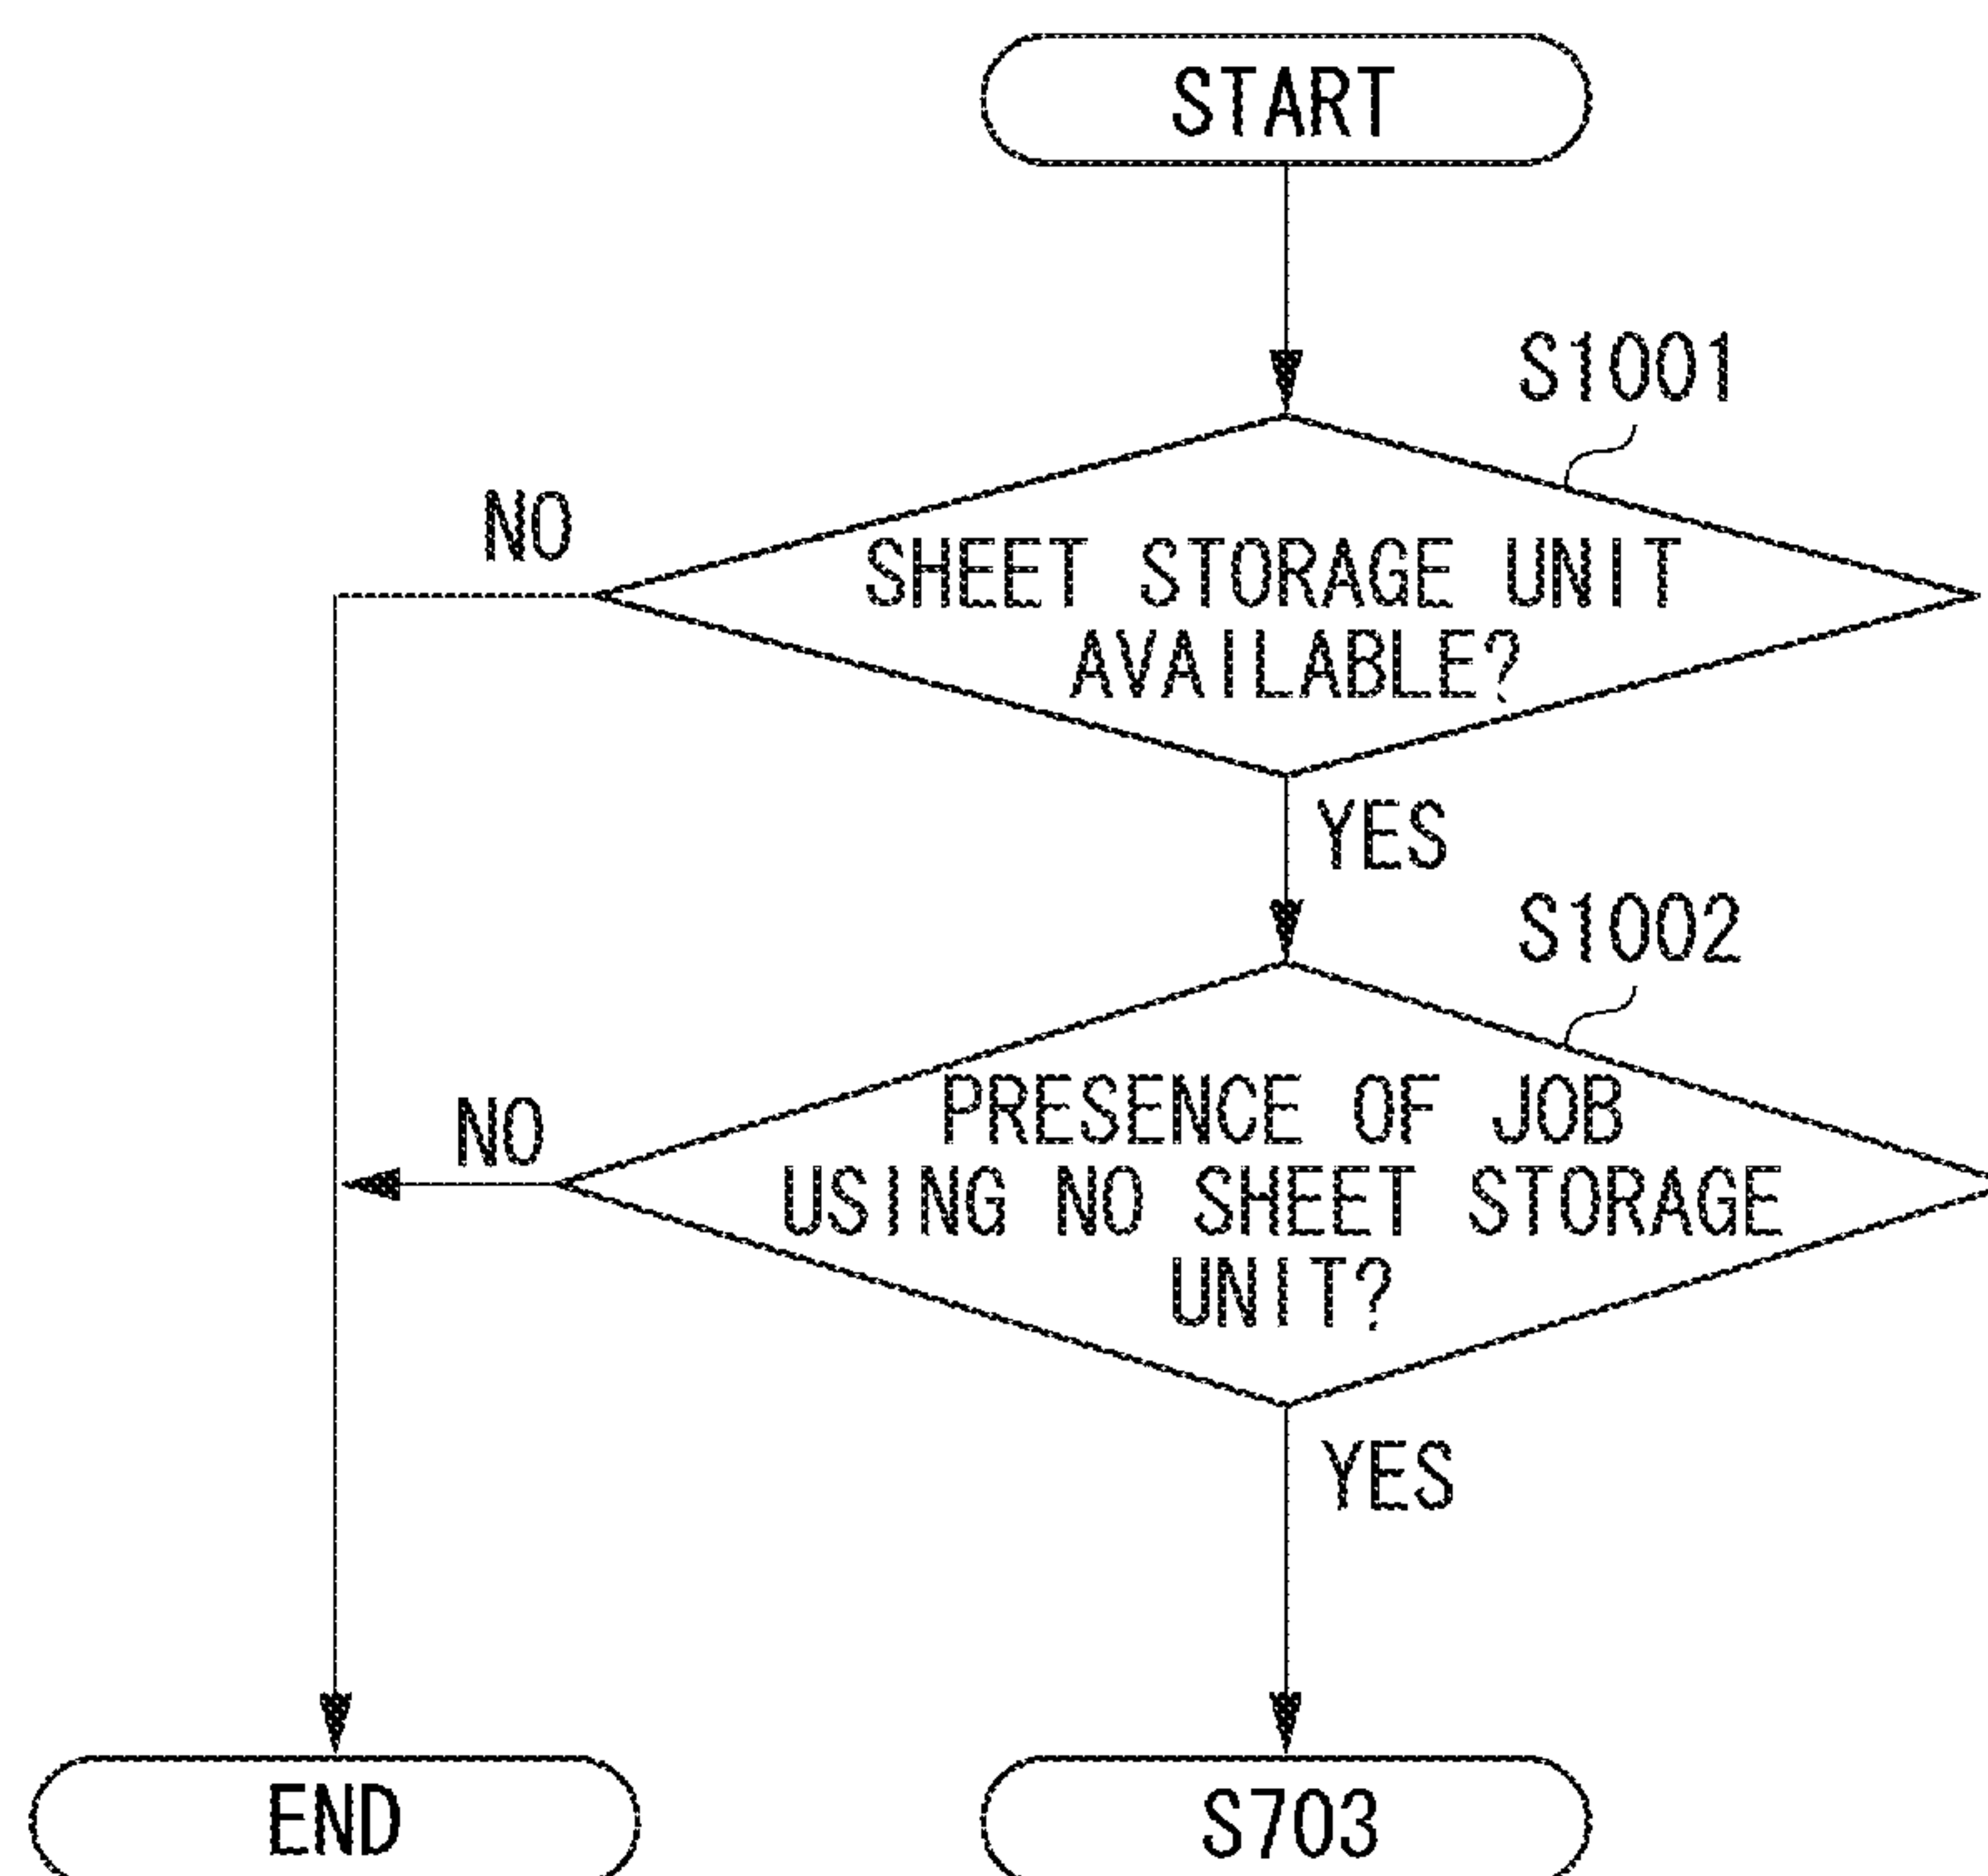 START
S1001
NO
SHEET STORAGE UNIT
AVAILABLE?
YES
S1002
NO
PRESENCE OF JOB
USING NO SHEET STORAGE
UNIT?
YES
END
S703